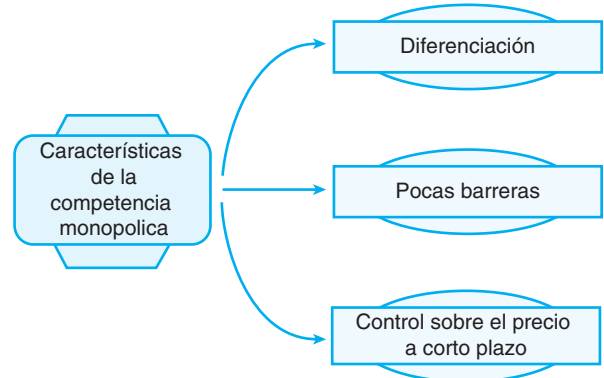 Diferenciación
Características
de la
competencia
monopolica
Pocas barreras
Control sobre el precio
a corto plazo